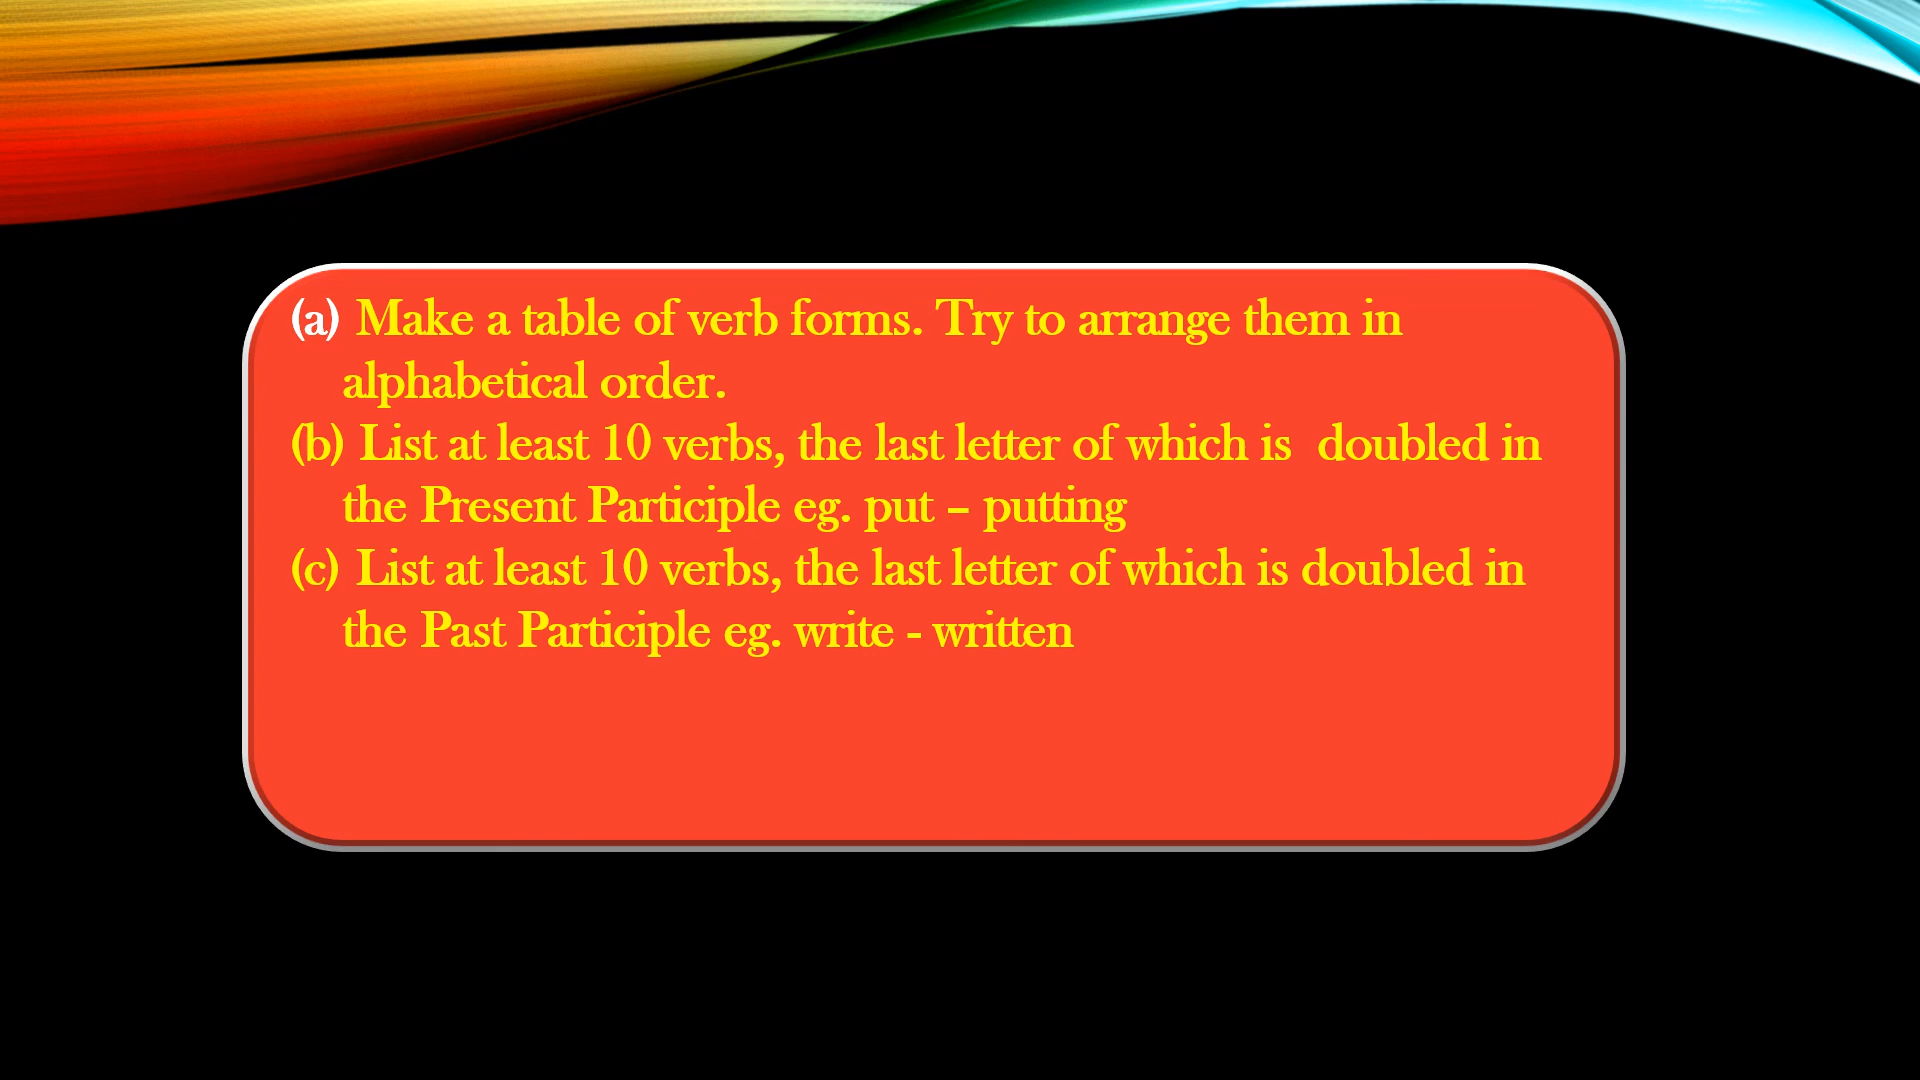 (a) Make a table of verb forms. Try to arrange them in
alphabetical order.
(b) List at least 10 verbs, the last letter of which is  doubled in
the Present Participle eg. put – putting
(c) List at least 10 verbs, the last letter of which is doubled in
the Past Participle eg. write - written